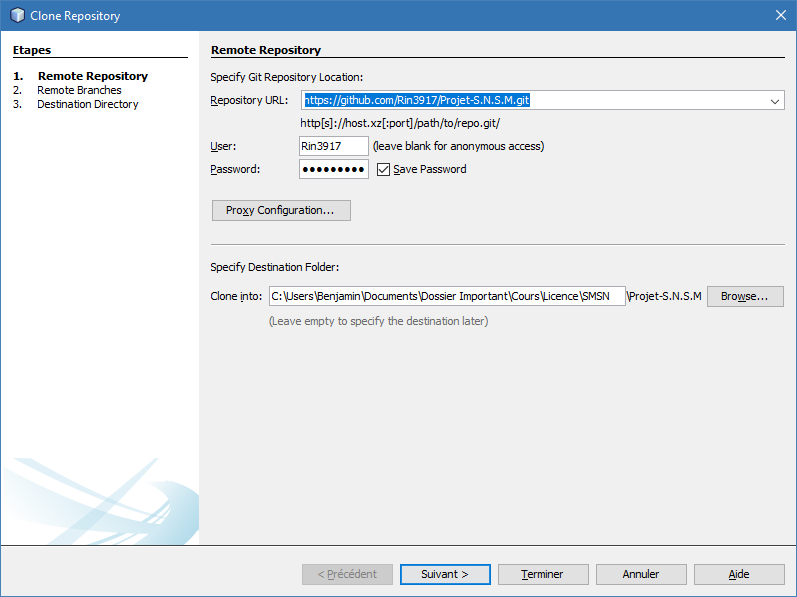 Clone Repository
Etapes
1. Remote Repository
2. Remote Branches
3. Destination Directory
Remote Repository
Specify Git Repository Location:
Repository URL: https://github.com/Rin3917/Projet-S.N.S.M.git
http[s]://host.xz[:port]/path/to/repo.git/
User: Rin3917 (leave blank for anonymous access)
Password: ●●●●●●●●● Save Password
Proxy Configuration...
Specify Destination Folder:
Clone into: C:\Users\Benjamin\Documents\Dossier Important\Cours\Licence\SMSN \Projet-S.N.S.M Browse...
(Leave empty to specify the destination later)
< Précédent Suivant > Terminer Annuler Aide